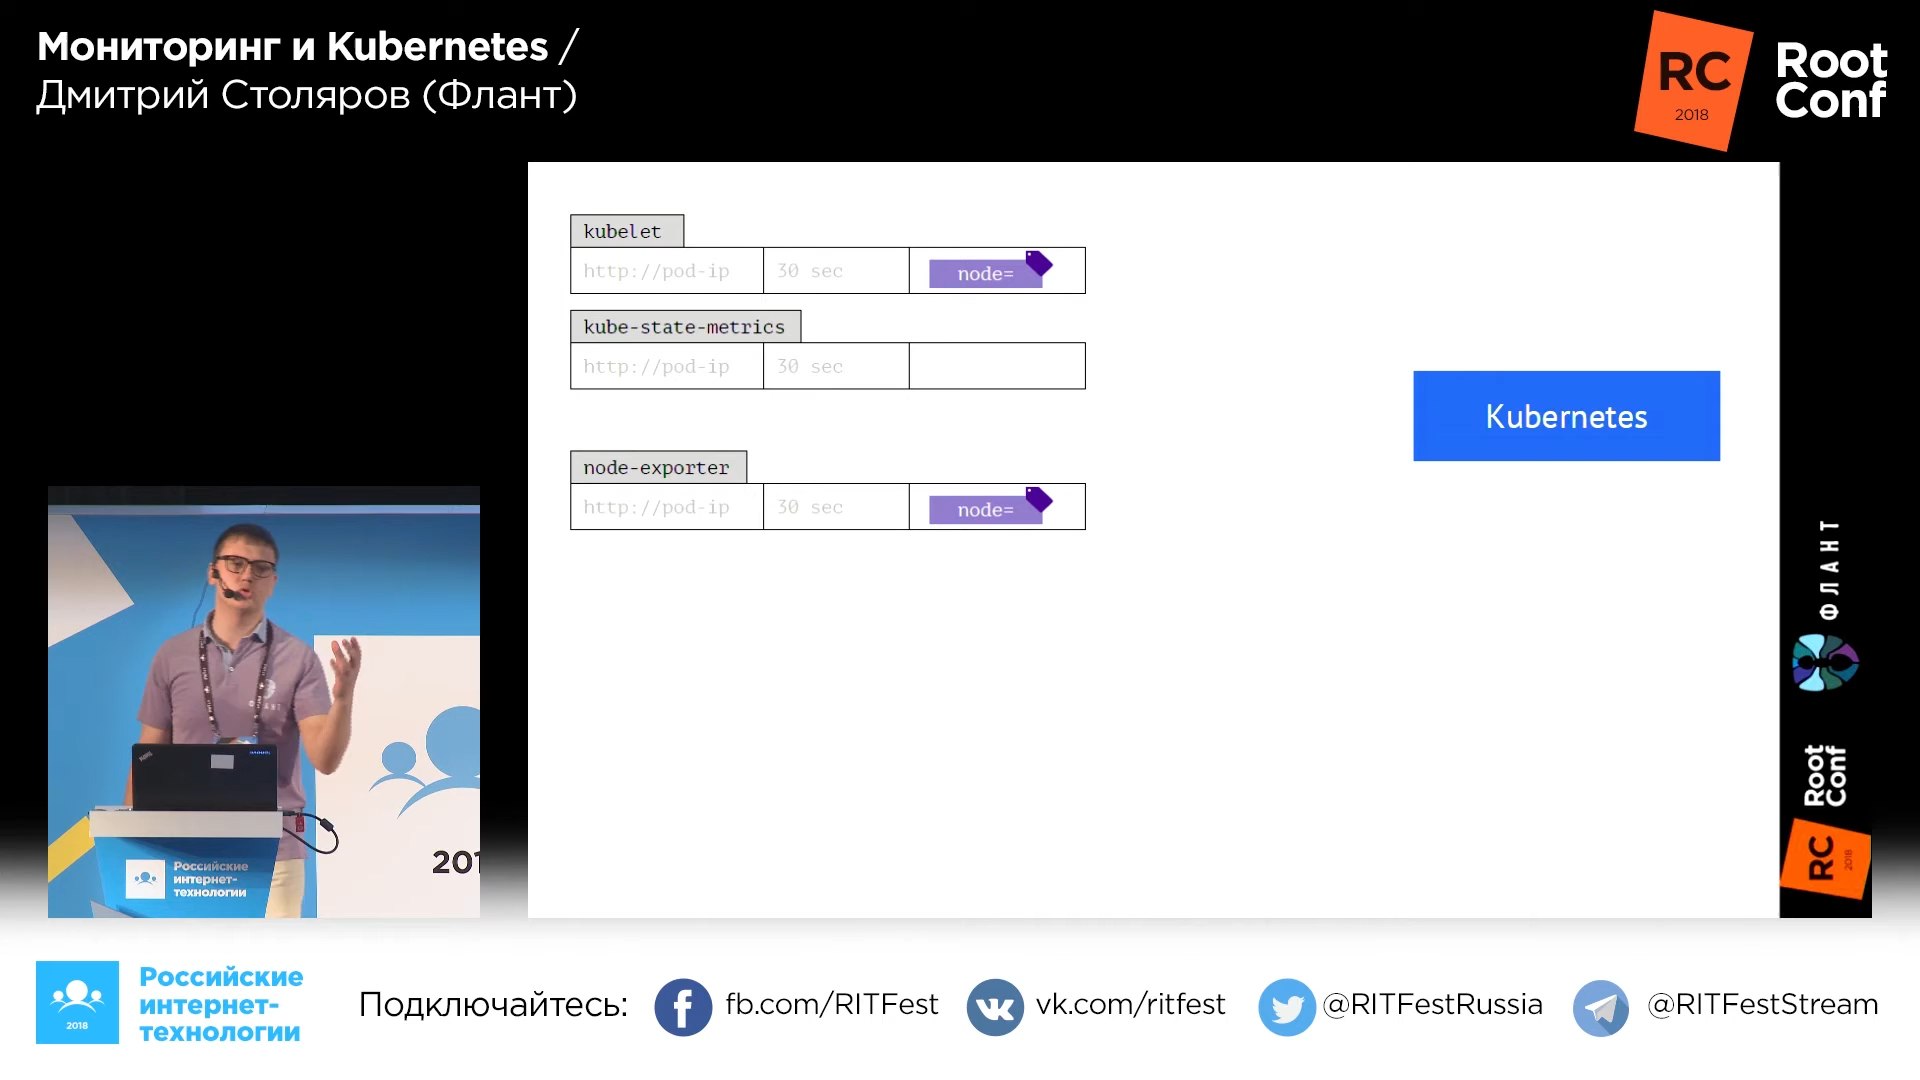 Мониторинг и Kubernetes /
Дмитрий Столяров (Флант)
RC
2018
Root
Conf
kubelet
http://pod-ip 30 sec node=
kube-state-metrics
http://pod-ip 30 sec
Kubernetes
node-exporter
http://pod-ip 30 sec node=
ФЛАНТ
Root
Conf
RC
2018
201
Российские
интернет-
технологии
2018
Российские
интернет-
технологии
Подключайтесь:
fb.com/RITFest
vk.com/ritfest
@RITFestRussia
@RITFestStream